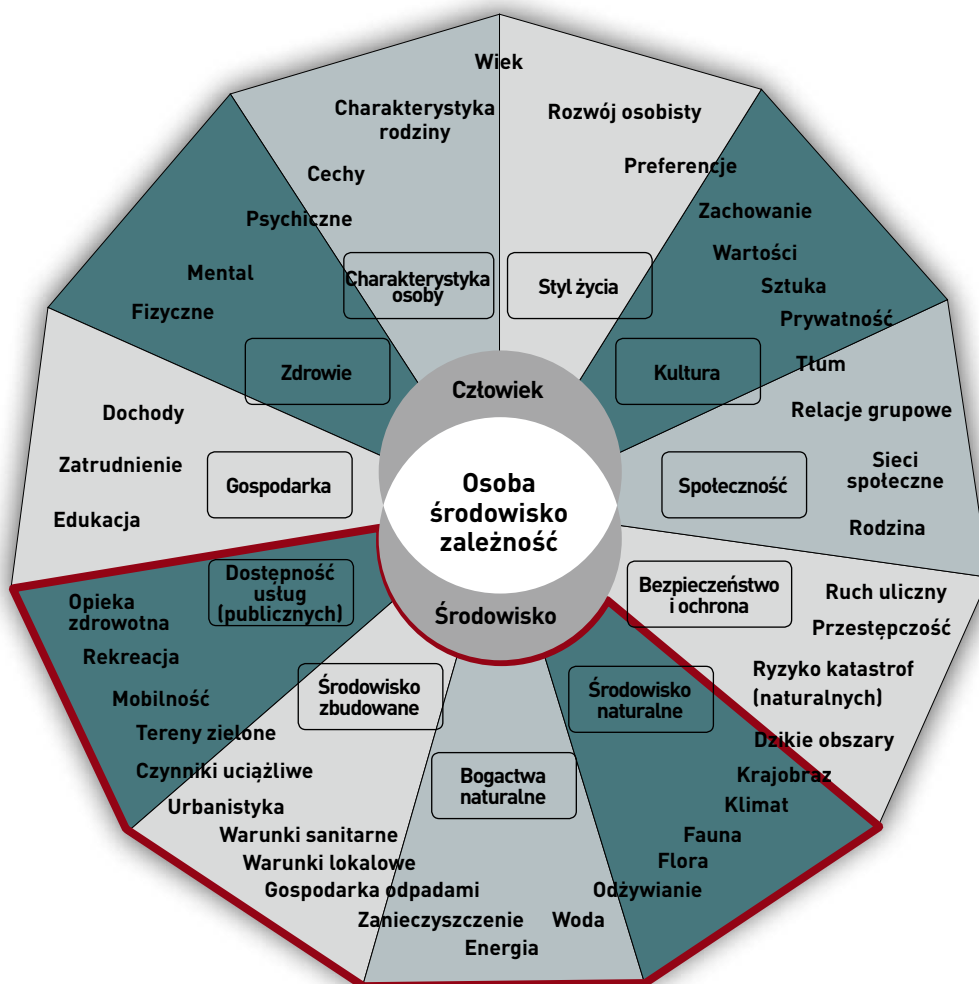 Wiek
Charakterystyka
rodziny
Rozwój osobisty
Cechy
Preferencje
Psychiczne
Zachowanie
Mental
Wartości
Fizyczne
Sztuka
Prywatność
Charakterystyka
osoby
Styl życia
Zdrowie
Kultura
Tłum
Człowiek
Dochody
Relacje grupowe
Zatrudnienie
Gospodarka
Osoba
środowisko
zależność
Społeczność
Sieci
społeczne
Edukacja
Rodzina
Dostępność
usług
(publicznych)
Środowisko
Bezpieczeństwo
i ochrona
Ruch uliczny
Opieka
zdrowotna
Przestępczość
Rekreacja
Ryzyko katastrof
(naturalnych)
Mobilność
Środowisko
zbudowane
Środowisko
naturalne
Tereny zielone
Dzikie obszary
Czynniki uciążliwe
Bogactwa
naturalne
Krajobraz
Urbanistyka
Klimat
Warunki sanitarne
Fauna
Warunki lokalowe
Flora
Gospodarka odpadami
Odżywianie
Zanieczyszczenie
Woda
Energia